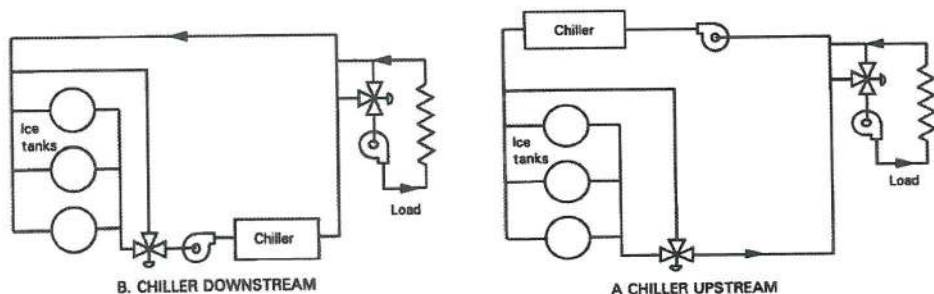 Ice
tanks
Load
Chiller
B. CHILLER DOWNSTREAM
Chiller
Ice
tanks
Load
A CHILLER UPSTREAM